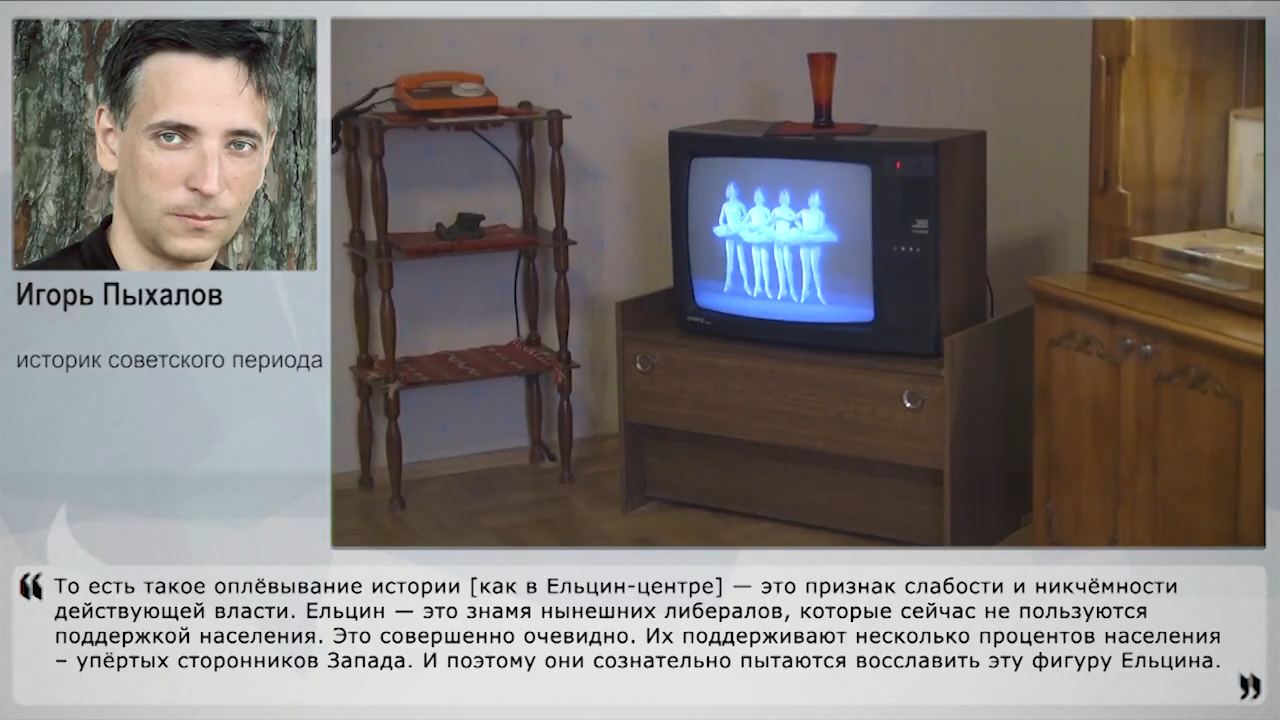 Игорь Пыхалов
историк советского периода
“
То есть такое оплёвывание истории [как в Ельцин-центре] — это признак слабости и никчёмности
действующей власти. Ельцин — это знамя нынешних либералов, которые сейчас не пользуются
поддержкой населения. Это совершенно очевидно. Их поддерживают несколько процентов населения
– упёртых сторонников Запада. И поэтому они сознательно пытаются восславить эту фигуру Ельцина.
”